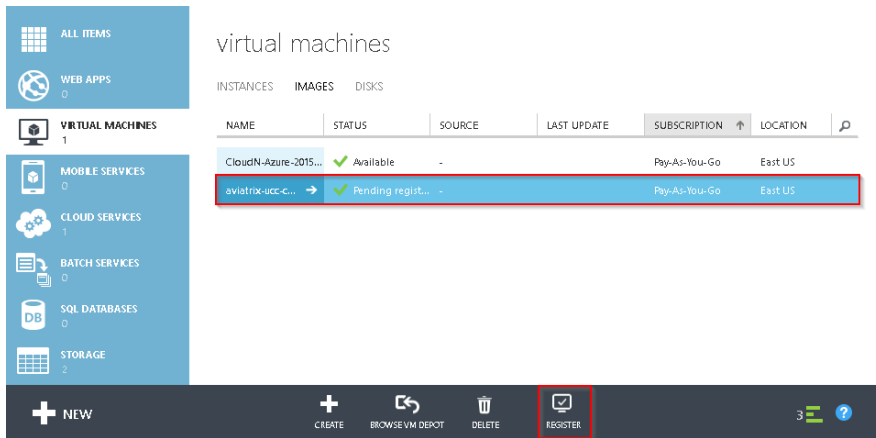 ALL ITEMS
WEB APPS
0
VIRTUAL MACHINES
1
MOBILE SERVICES
0
CLOUD SERVICES
1
BATCH SERVICES
0
SQL DATABASES
0
DB
STORAGE
2
virtual machines
INSTANCES IMAGES DISKS
NAME STATUS SOURCE LAST UPDATE SUBSCRIPTION LOCATION
CloudN-Azure-2015... Available - Pay-As-You-Go East US
aviatrix-ucc-c... Pending regist... - Pay-As-You-Go East US
NEW
CREATE BROWSE VM DEPOT DELETE REGISTER
3 ?